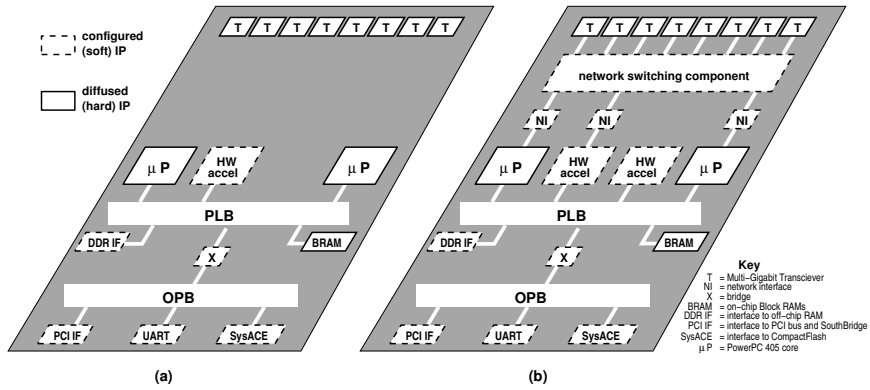 configured
(soft) IP
diffused
(hard) IP
T T T T T T T T
μ P
HW
accel
μ P
PLB
DDR IF
BRAM
X
OPB
PCI IF
UART
SysACE
(a)
T T T T T T T T
network switching component
NI
NI
NI
μ P
HW
accel
HW
accel
μ P
PLB
DDR IF
BRAM
X
OPB
PCI IF
UART
SysACE
(b)
Key
T = Multi−Gigabit Transciever
NI = network interface
X = bridge
BRAM = on−chip Block RAMs
DDR IF = interface to off−chip RAM
PCI IF = interface to PCI bus and SouthBridge
SysACE = interface to CompactFlash
μ P = PowerPC 405 core